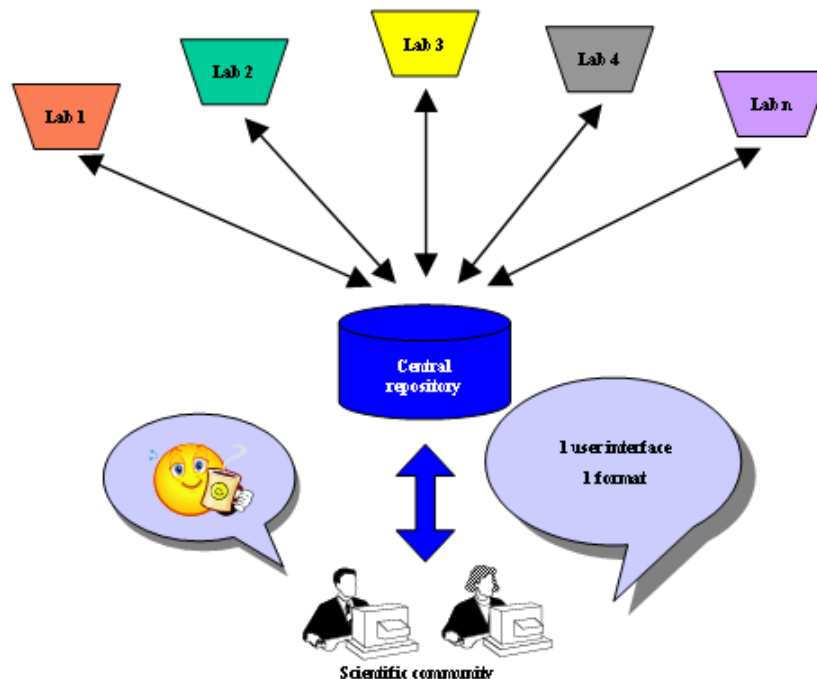 Lab 1
Lab 2
Lab 3
Lab 4
Lab n
Central
repository
1 user interface
1 format
Scientific community